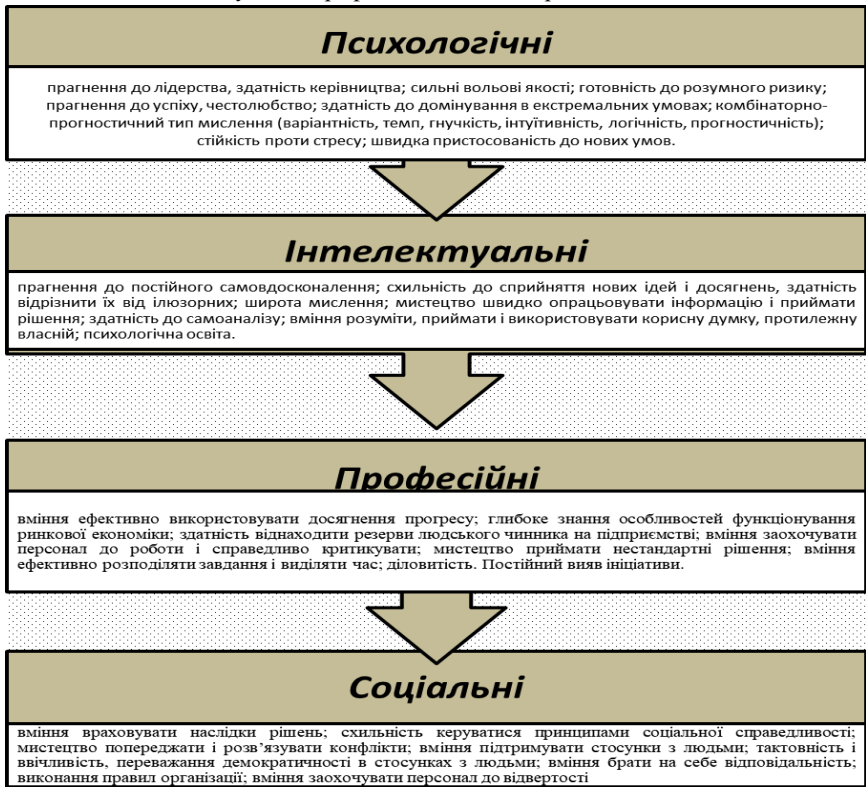 Психологічні
прагнення до лідерства, здатність керівництва; сильні вольові якості; готовність до розумного ризику;
прагнення до успіху, честолюбство; здатність до домінування в екстремальних умовах; комбінаторно-
прогностичний тип мислення (варіантність, темп, гнучкість, інтуїтивність, логічність, прогностичність);
стійкість проти стресу; швидка пристосованість до нових умов.
Інтелектуальні
прагнення до постійного самовдосконалення; схильність до сприйняття нових ідей і досягнень, здатність
відрізнити їх від ілюзорних; широта мислення; мистецтво швидко опрацьовувати інформацію і приймати
рішення; здатність до самоаналізу; вміння розуміти, приймати і використовувати корисну думку, протилежну
власній; психологічна освіта.
Професійні
вміння ефективно використовувати досягнення прогресу; глибоке знання особливостей функціонування
ринкової економіки; здатність віднаходити резерви людського чинника на підприємстві; вміння заохочувати
персонал до роботи і справедливо критикувати; мистецтво приймати нестандартні рішення; вміння
ефективно розподіляти завдання і виділяти час; діловитість. Постійний вияв ініціативи.
Соціальні
вміння враховувати наслідки рішень; схильність керуватися принципами соціальної справедливості;
мистецтво попереджати і розв’язувати конфлікти; вміння підтримувати стосунки з людьми; тактовність і
ввічливість, переважання демократичності в стосунках з людьми; вміння брати на себе відповідальність;
виконання правил організації; вміння заохочувати персонал до відвертості